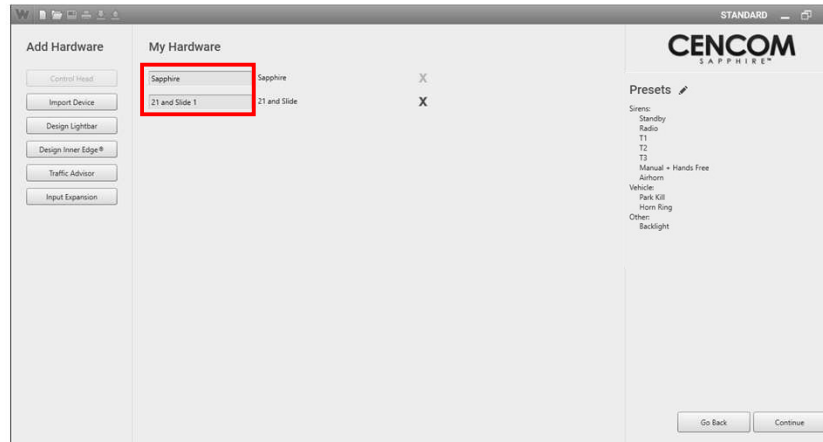 W
STANDARD
Add Hardware
Control Head
Import Device
Design Lightbar
Design Inner Edge®
Traffic Advisor
Input Expansion
My Hardware
Sapphire Sapphire X
21 and Slide 1 21 and Slide X
CENCOM
SAPPHIRE™
Presets
Sirens:
Standby
Radio
T1
T2
T3
Manual + Hands Free
Airhorn
Vehicle:
Park Kill
Horn Ring
Other:
Backlight
Go Back Continue